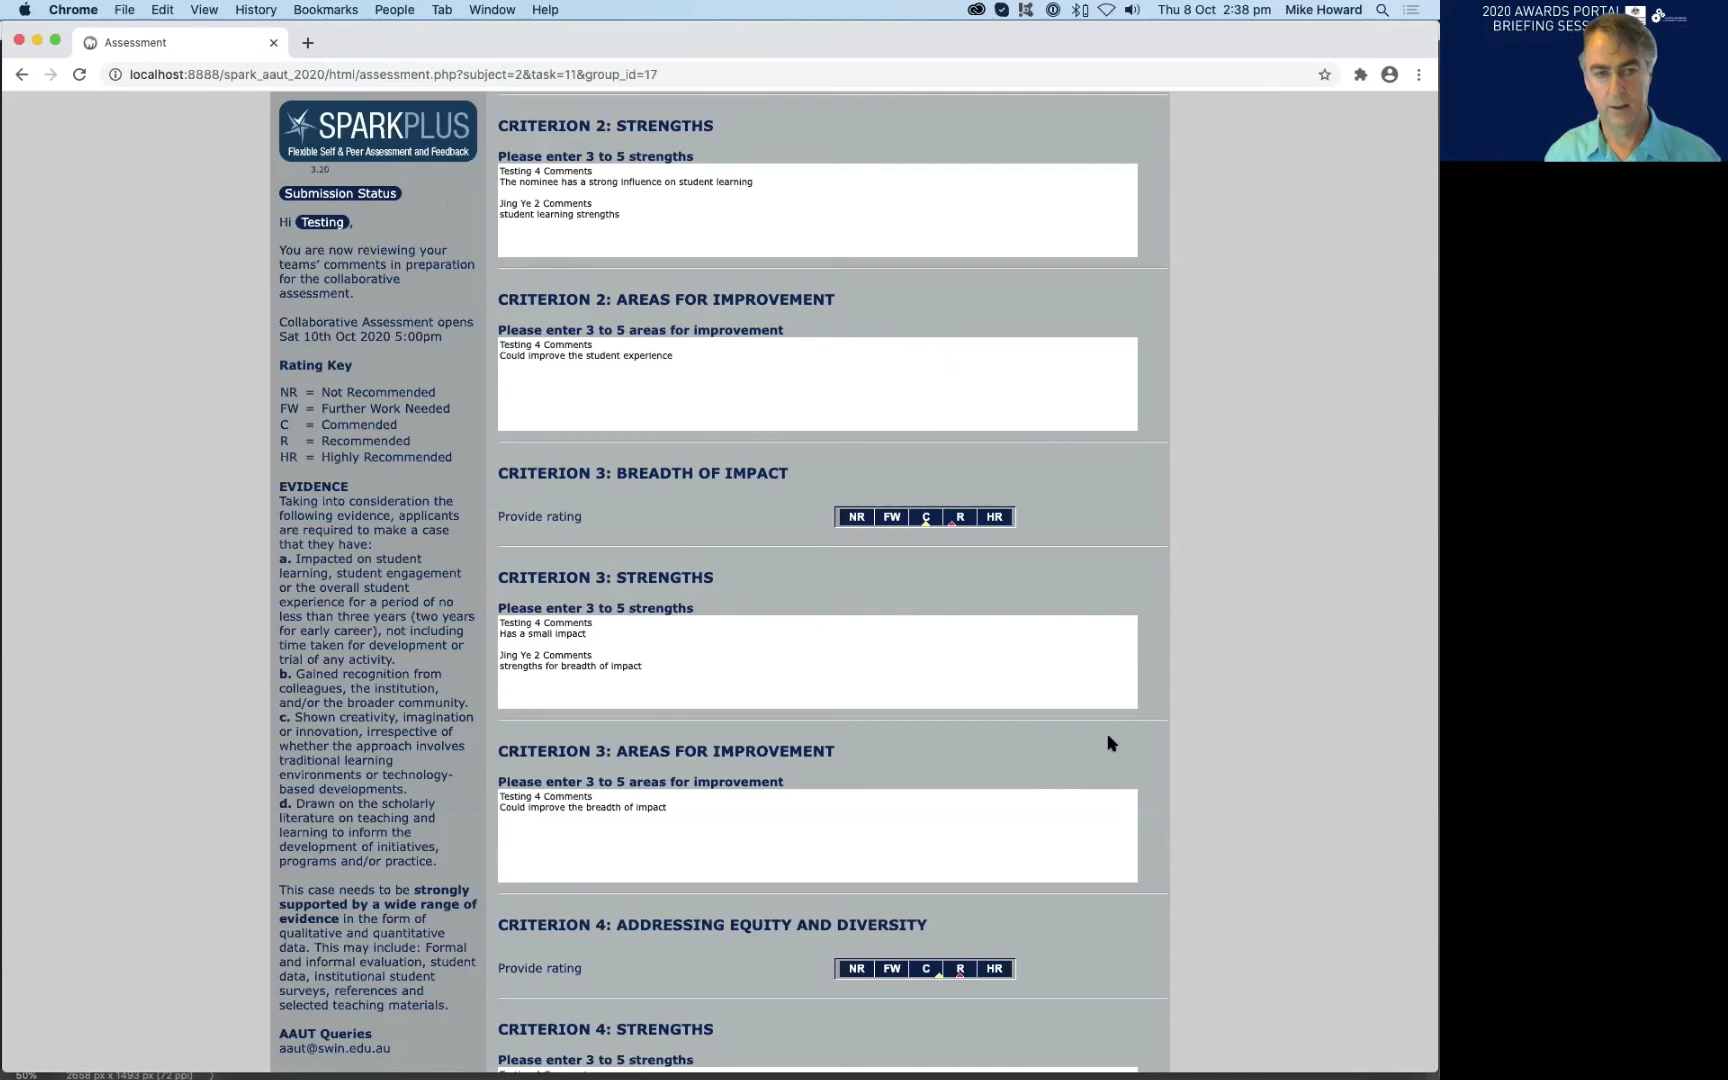 Chrome File Edit View History Bookmarks People Tab Window Help Thu 8 Oct 2:38 pm Mike Howard
2020 AWARDS PORTAL
BRIEFING SESS
Assessment
localhost:8888/spark_aaut_2020/html/assessment.php?subject=2&task=11&group_id=17
SPARKPLUS
Flexible Self & Peer Assessment and Feedback
3.20
Submission Status
Hi Testing,
You are now reviewing your
teams' comments in preparation
for the collaborative
assessment.
Collaborative Assessment opens
Sat 10th Oct 2020 5:00pm
Rating Key
NR = Not Recommended
FW = Further Work Needed
C = Commended
R = Recommended
HR = Highly Recommended
EVIDENCE
Taking into consideration the
following evidence, applicants
are required to make a case
that they have:
a. Impacted on student
learning, student engagement
or the overall student
experience for a period of no
less than three years (two years
for early career), not including
time taken for development or
trial of any activity.
b. Gained recognition from
colleagues, the institution,
and/or the broader community.
c. Shown creativity, imagination
or innovation, irrespective of
whether the approach involves
traditional learning
environments or technology-
based developments.
d. Drawn on the scholarly
literature on teaching and
learning to inform the
development of initiatives,
programs and/or practice.
This case needs to be strongly
supported by a wide range of
evidence in the form of
qualitative and quantitative
data. This may include: Formal
and informal evaluation, student
data, institutional student
surveys, references and
selected teaching materials.
AAUT Queries
aaut@swin.edu.au
CRITERION 2: STRENGTHS
Please enter 3 to 5 strengths
Testing 4 Comments
The nominee has a strong influence on student learning
Jing Ye 2 Comments
student learning strengths
CRITERION 2: AREAS FOR IMPROVEMENT
Please enter 3 to 5 areas for improvement
Testing 4 Comments
Could improve the student experience
CRITERION 3: BREADTH OF IMPACT
Provide rating NR FW C R HR
CRITERION 3: STRENGTHS
Please enter 3 to 5 strengths
Testing 4 Comments
Has a small impact
Jing Ye 2 Comments
strengths for breadth of impact
CRITERION 3: AREAS FOR IMPROVEMENT
Please enter 3 to 5 areas for improvement
Testing 4 Comments
Could improve the breadth of impact
CRITERION 4: ADDRESSING EQUITY AND DIVERSITY
Provide rating NR FW C R HR
CRITERION 4: STRENGTHS
Please enter 3 to 5 strengths
50% 2658 px x 1493 px (72 ppi)